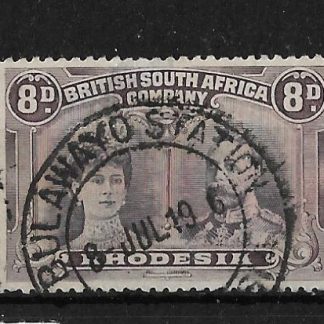 8D. BRITISH SOUTH AFRICA 8D.
COMPANY
BULAWAYO STATION
8 JUL 19
RHODESIA